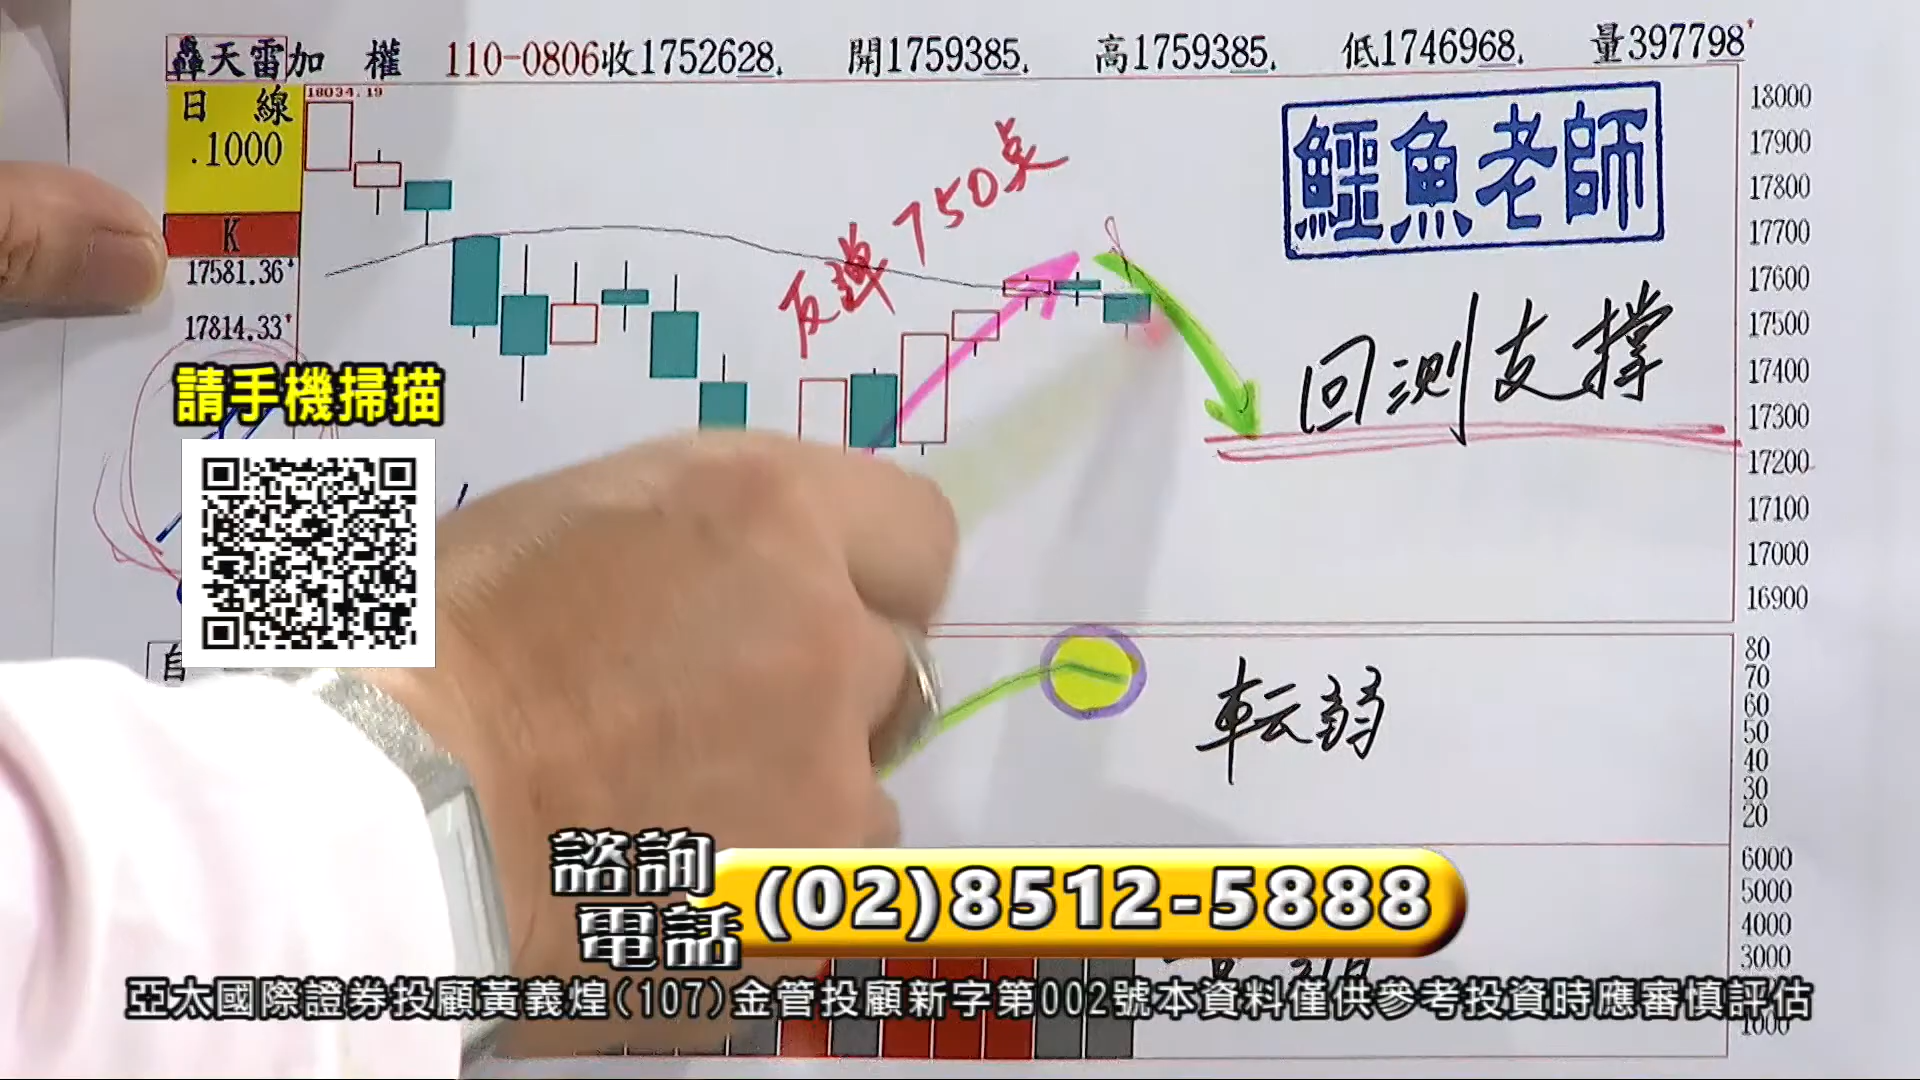 轟天雷加 權 110-0806收1752628. 開1759385. 高1759385. 低1746968. 量397798
日 線
.1000
K
17581.36
17814.33
18034.19
反彈 750点
鱷魚老師
回測支撐
18000
17900
17800
17700
17600
17500
17400
17300
17200
17100
17000
16900
請手機掃描
自
転弱
80
70
60
50
40
30
20
6000
5000
4000
3000
1000
諮詢
電話
(02)8512-5888
亞太國際證券投顧黃義煌(107)金管投顧新字第002號本資料僅供參考投資時應審慎評估